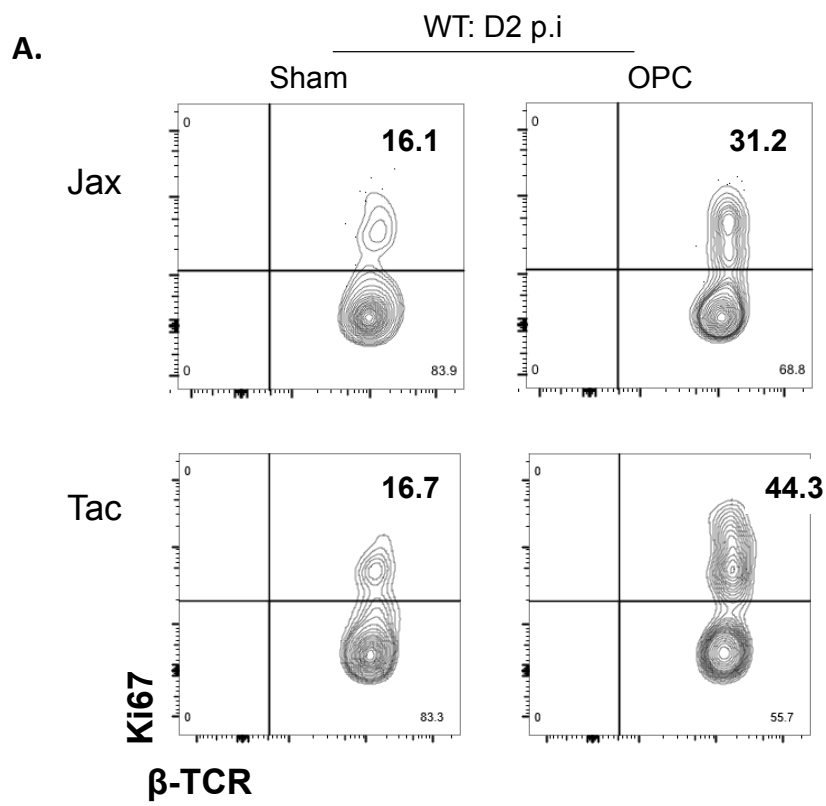 A.
WT: D2 p.i
Sham
OPC
Jax
0
16.1
0
83.9
0
31.2
0
68.8
Tac
0
16.7
0
83.3
0
44.3
0
55.7
Ki67
β-TCR